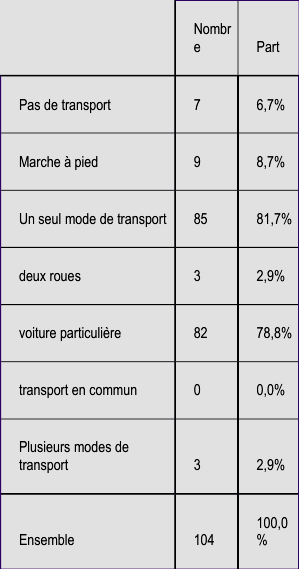 Nombr
e Part
Pas de transport 7 6,7%
Marche à pied 9 8,7%
Un seul mode de transport 85 81,7%
deux roues 3 2,9%
voiture particulière 82 78,8%
transport en commun 0 0,0%
Plusieurs modes de
transport 3 2,9%
100,0
Ensemble 104 %